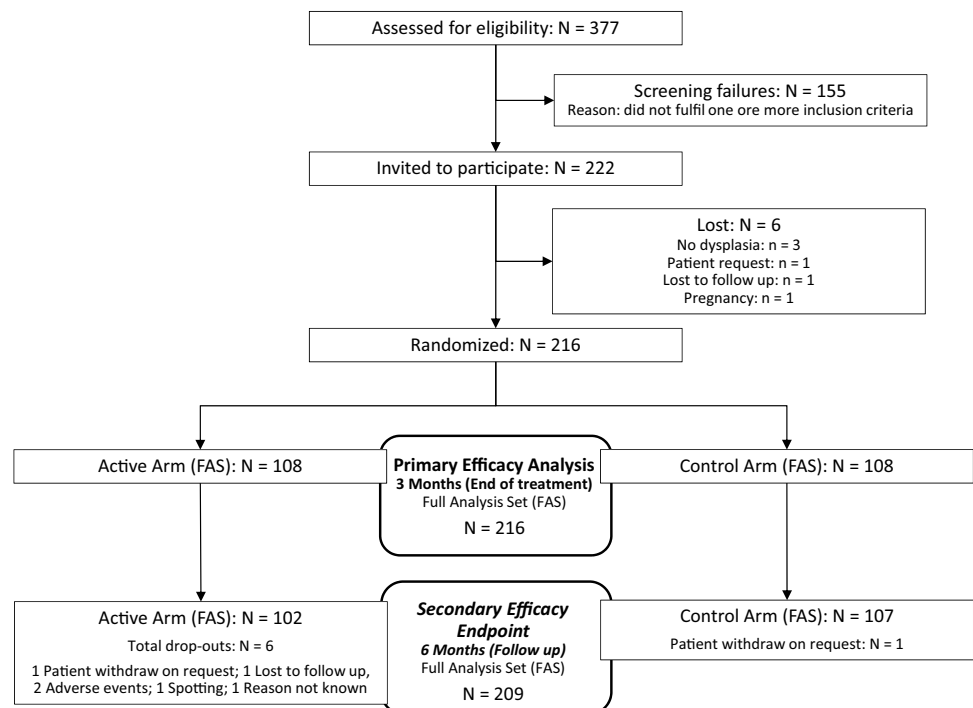 Assessed for eligibility: N = 377
Screening failures: N = 155
Reason: did not fulfil one ore more inclusion criteria
Invited to participate: N = 222
Lost: N = 6
No dysplasia: n = 3
Patient request: n = 1
Lost to follow up: n = 1
Pregnancy: n = 1
Randomized: N = 216
Active Arm (FAS): N = 108
Primary Efficacy Analysis
3 Months (End of treatment)
Full Analysis Set (FAS)
N = 216
Control Arm (FAS): N = 108
Active Arm (FAS): N = 102
Total drop-outs: N = 6
1 Patient withdraw on request; 1 Lost to follow up,
2 Adverse events; 1 Spotting; 1 Reason not known
Secondary Efficacy
Endpoint
6 Months (Follow up)
Full Analysis Set (FAS)
N = 209
Control Arm (FAS): N = 107
Patient withdraw on request: N = 1